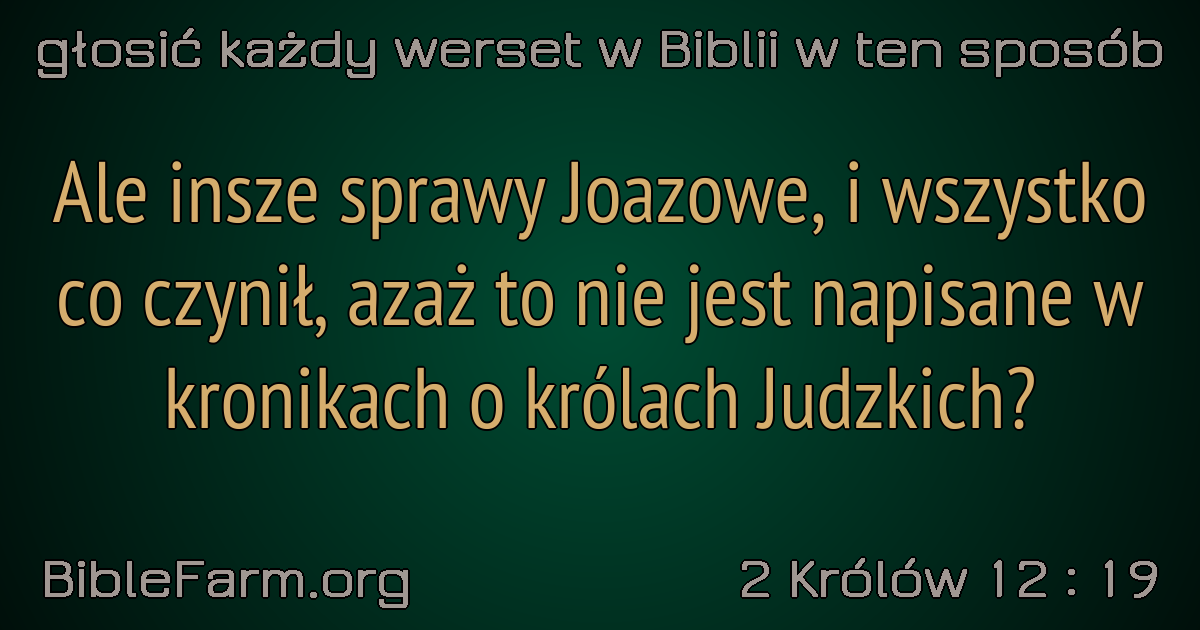 głosić każdy werset w Biblii w ten sposób
Ale insze sprawy Joazowe, i wszystko
co czynił, azaż to nie jest napisane w
kronikach o królach Judzkich?
BibleFarm.org
2 Królów 12 : 19